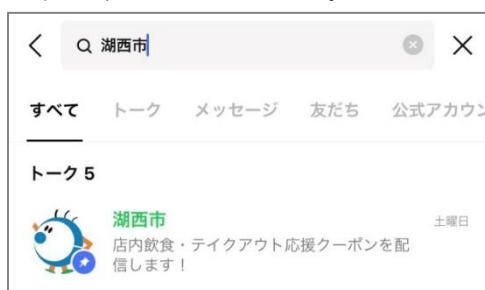 湖西市
すべて トーク メッセージ 友だち 公式アカウン
トーク 5
湖西市 土曜日
店内飲食・テイクアウト応援クーポンを配
信します！